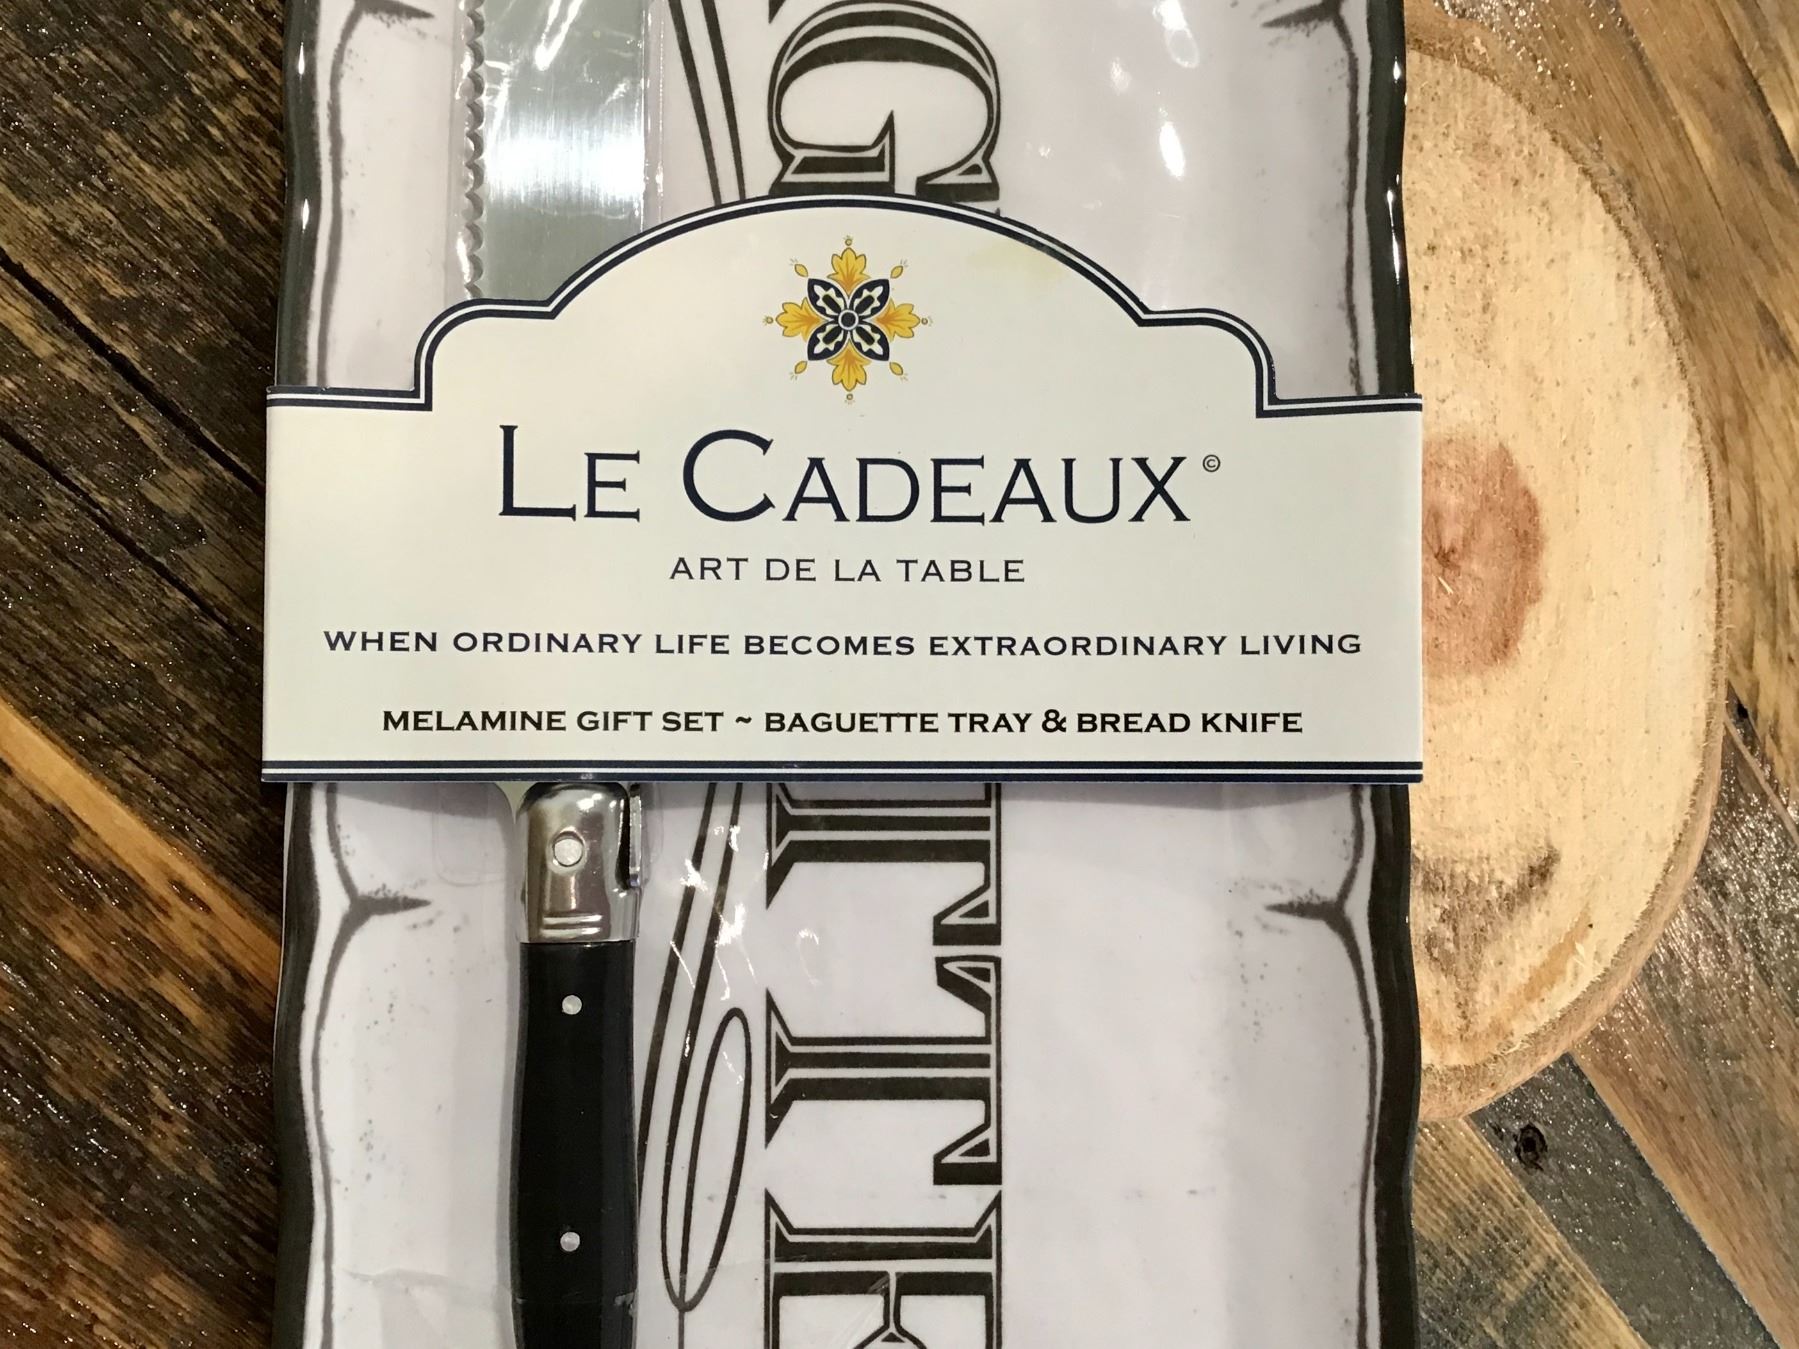 LE CADEAUX©
ART DE LA TABLE
WHEN ORDINARY LIFE BECOMES EXTRAORDINARY LIVING
MELAMINE GIFT SET ~ BAGUETTE TRAY & BREAD KNIFE